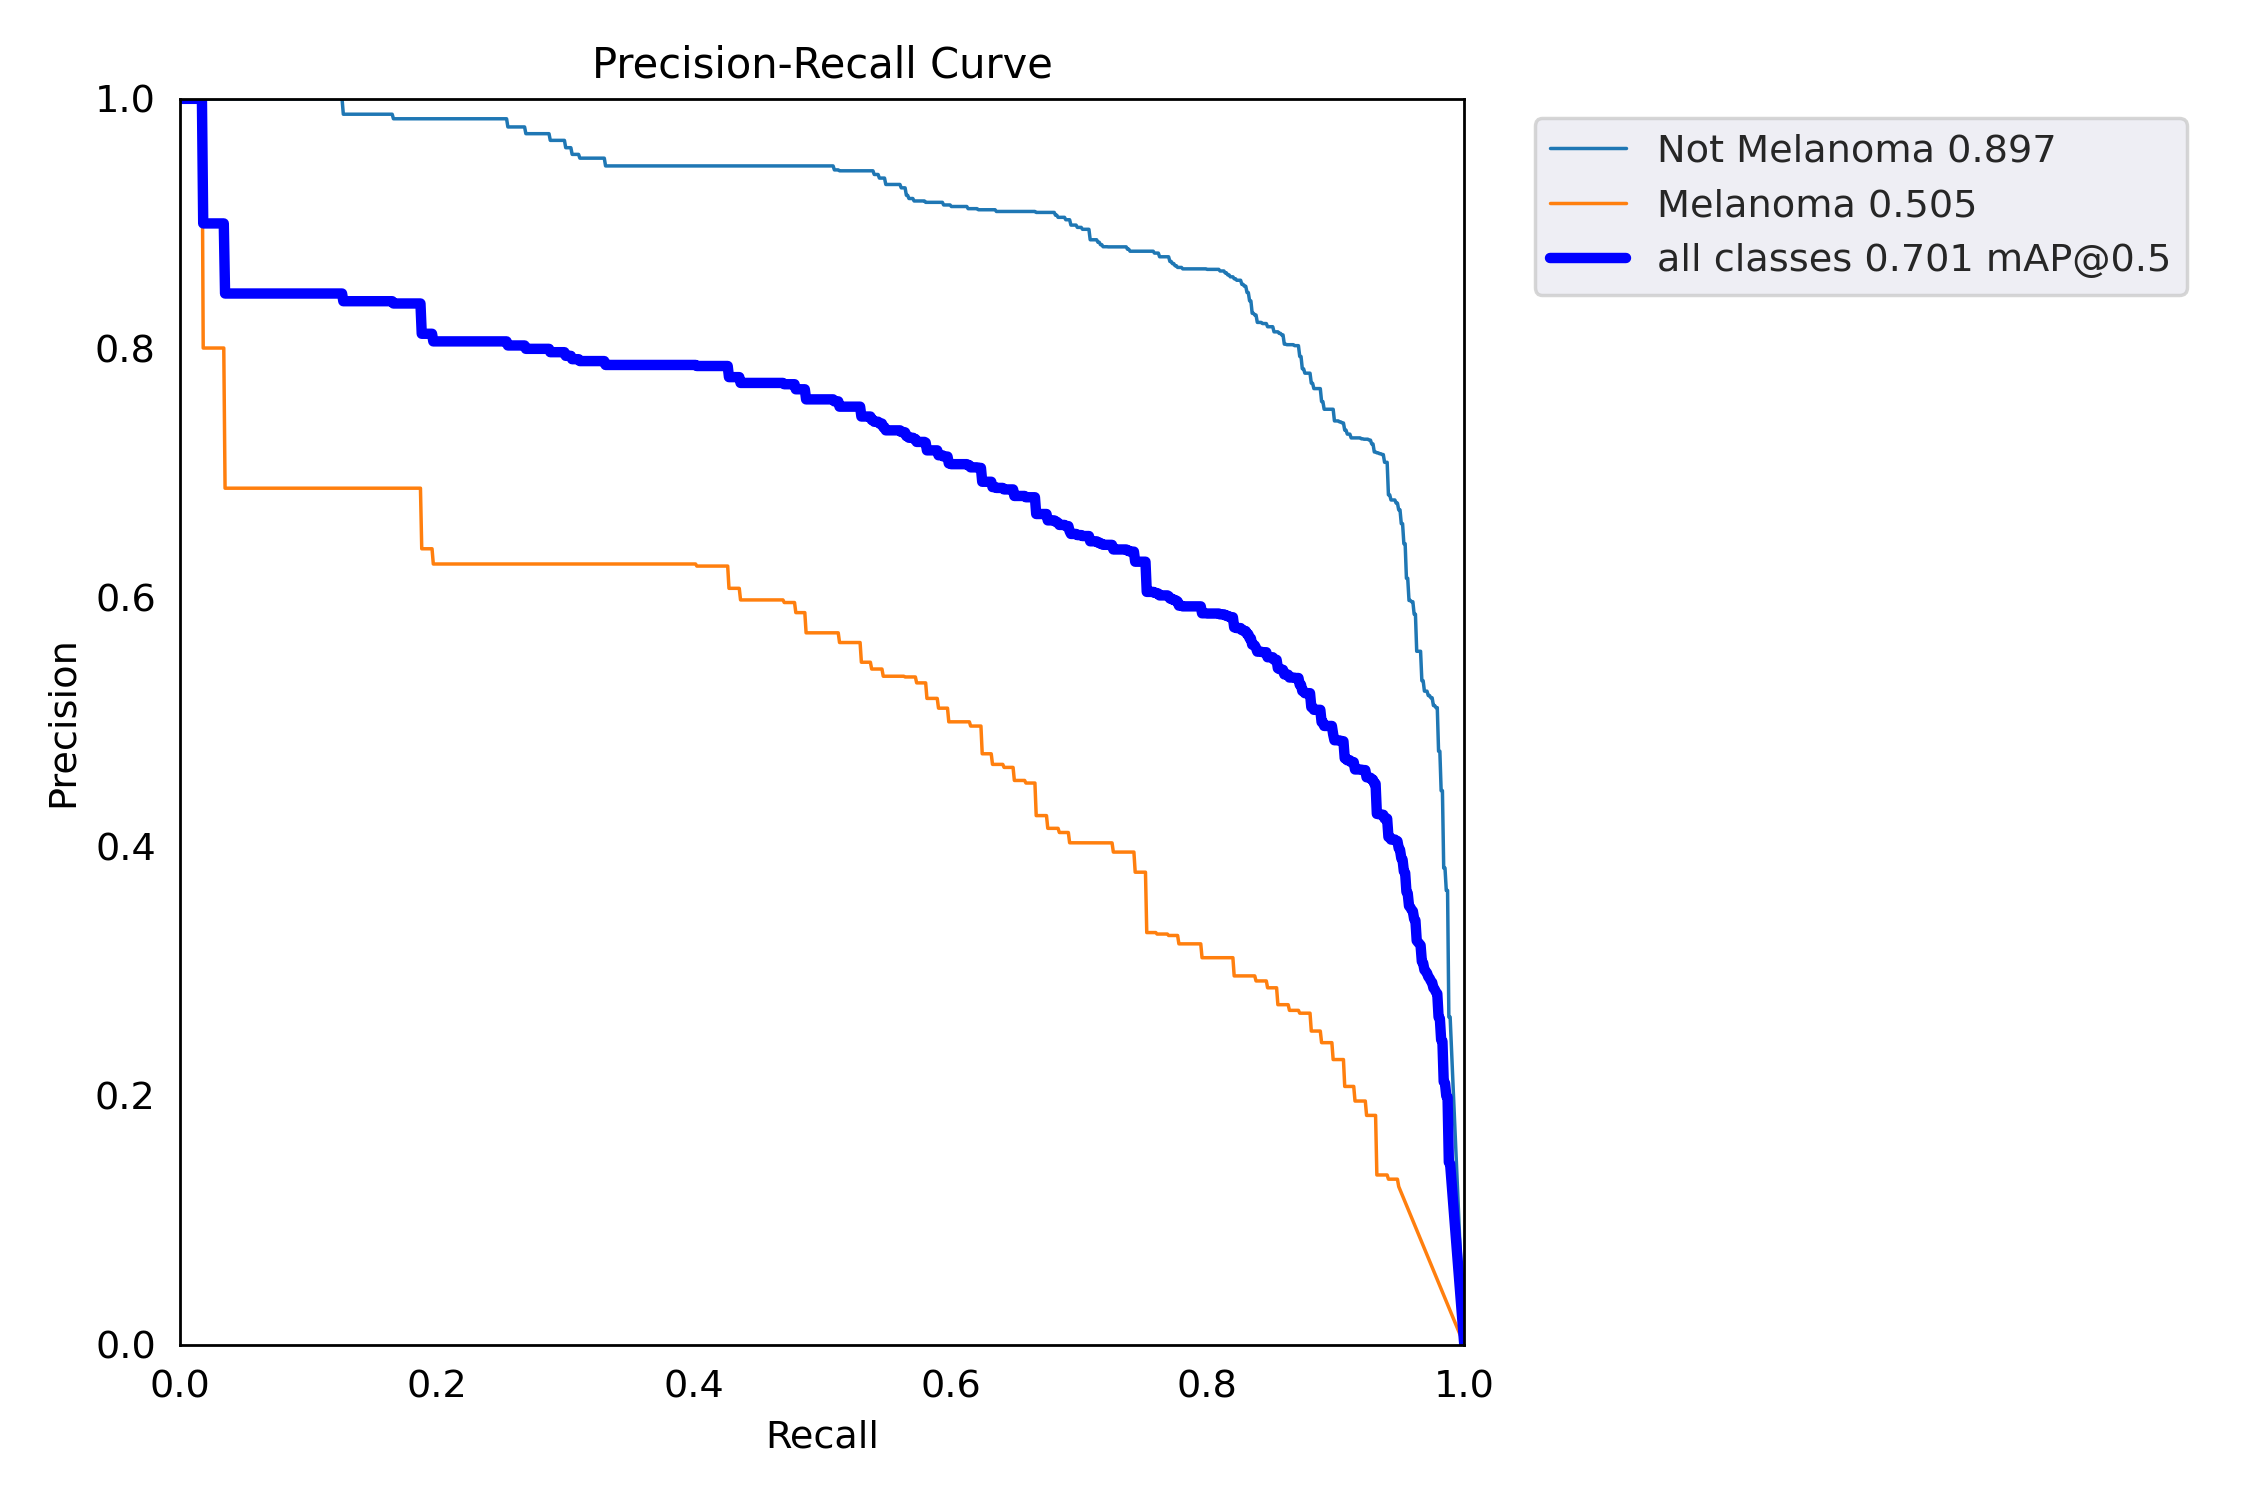 Precision-Recall Curve
1.0
0.8
0.6
0.4
0.2
0.0
Precision
0.0 0.2 0.4 0.6 0.8 1.0
Recall
Not Melanoma 0.897
Melanoma 0.505
all classes 0.701 mAP@0.5